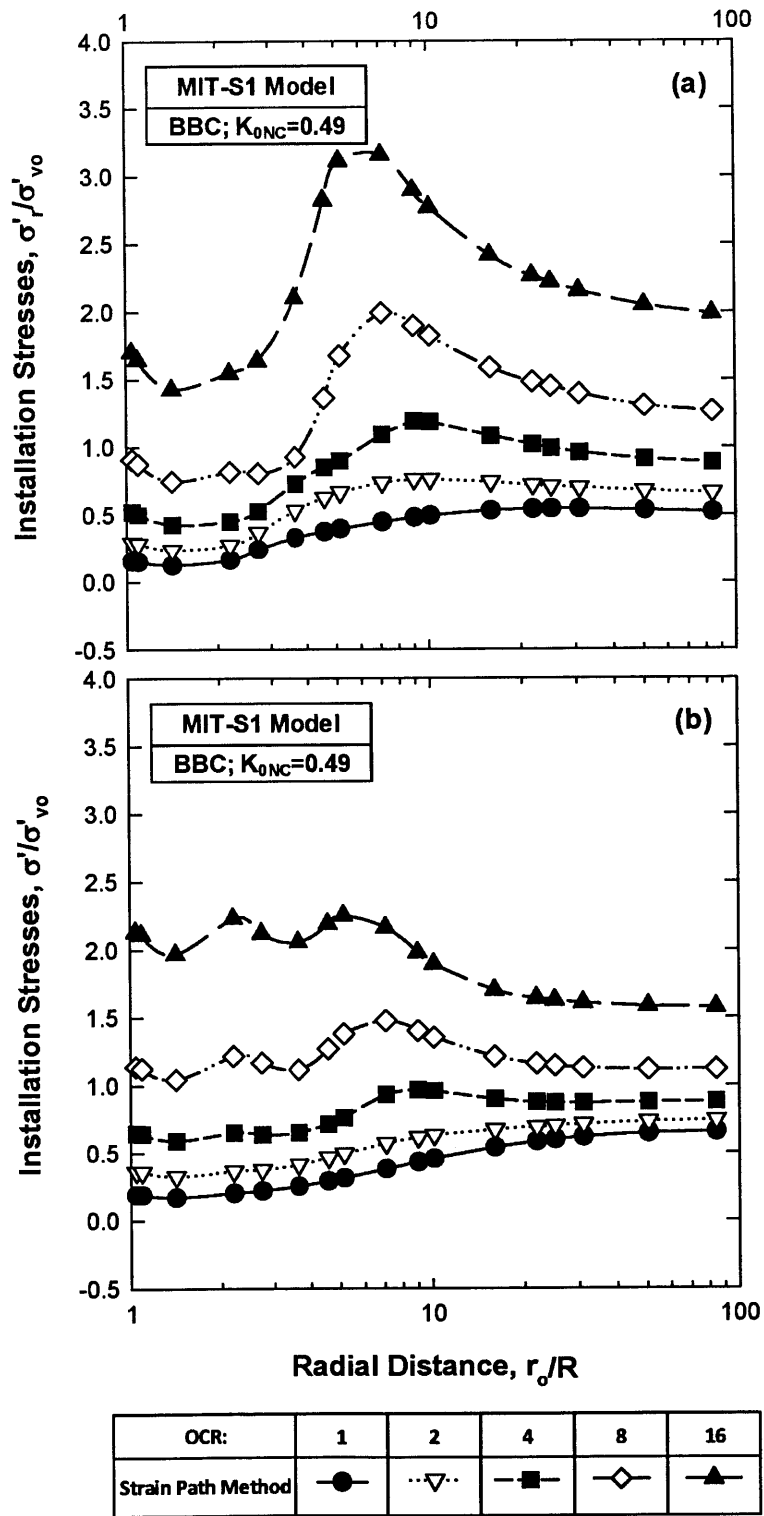 1 10 100
4.0
(a)
MIT-S1 Model
BBC; K0NC=0.49
3.5
3.0
2.5
2.0
1.5
1.0
0.5
0.0
-0.5
Installation Stresses, σ'r/σ'vo
4.0
(b)
MIT-S1 Model
BBC; K0NC=0.49
3.5
3.0
2.5
2.0
1.5
1.0
0.5
0.0
-0.5
Installation Stresses, σ'/σ'vo
1 10 100
Radial Distance, ro/R
OCR: 1 2 4 8 16
Strain Path Method